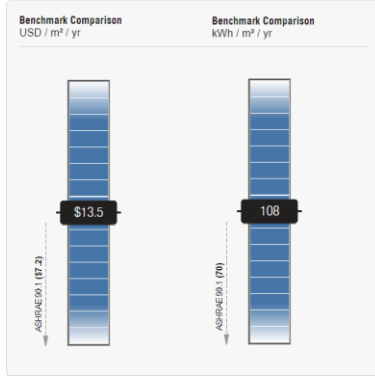 Benchmark Comparison
USD / m² / yr
Benchmark Comparison
kWh / m² / yr
$13.5
108
ASHRAE 90.1 ($7.2)
ASHRAE 90.1 (70)